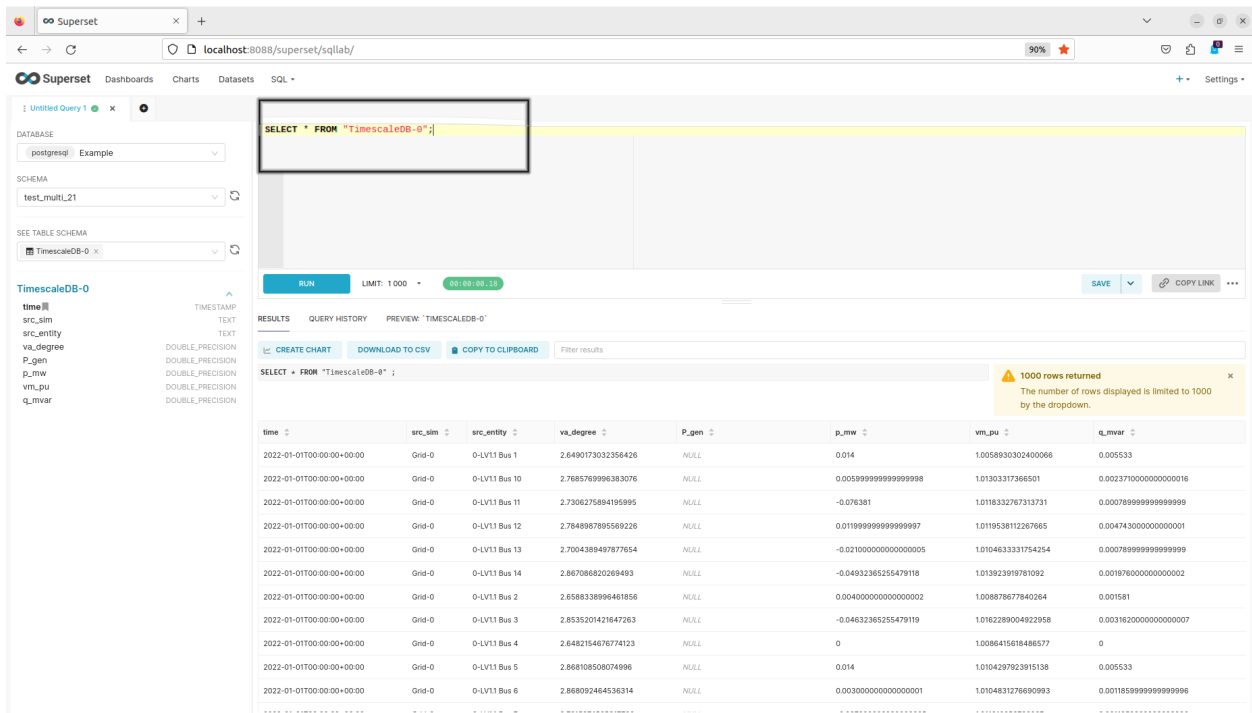 Superset
localhost:8088/superset/sqllab/
90%
Superset Dashboards Charts Datasets SQL
Settings
Untitled Query 1
DATABASE
postgresql Example
SCHEMA
test_multi_21
SEE TABLE SCHEMA
TimescaleDB-0
TimescaleDB-0
time TIMESTAMP
src_sim TEXT
src_entity TEXT
va_degree DOUBLE_PRECISION
P_gen DOUBLE_PRECISION
p_mw DOUBLE_PRECISION
vm_pu DOUBLE_PRECISION
q_mvar DOUBLE_PRECISION
SELECT * FROM "TimescaleDB-0";
RUN LIMIT: 1 000 00:00:00.18 SAVE COPY LINK
RESULTS QUERY HISTORY PREVIEW: `TIMESCALEDB-0`
CREATE CHART DOWNLOAD TO CSV COPY TO CLIPBOARD Filter results
SELECT * FROM "TimescaleDB-0" ;
1000 rows returned
The number of rows displayed is limited to 1000
by the dropdown.
time src_sim src_entity va_degree P_gen p_mw vm_pu q_mvar
2022-01-01T00:00:00+00:00 Grid-0 0-LV1.1 Bus 1 2.6490173032356426 NULL 0.014 1.0058930302400066 0.005533
2022-01-01T00:00:00+00:00 Grid-0 0-LV1.1 Bus 10 2.7685769996383076 NULL 0.005999999999999998 1.01303317366501 0.0023710000000000016
2022-01-01T00:00:00+00:00 Grid-0 0-LV1.1 Bus 11 2.7306275894195995 NULL -0.076381 1.0118332767313731 0.000789999999999999
2022-01-01T00:00:00+00:00 Grid-0 0-LV1.1 Bus 12 2.7848987895569226 NULL 0.011999999999999997 1.0119538112267665 0.004743000000000001
2022-01-01T00:00:00+00:00 Grid-0 0-LV1.1 Bus 13 2.7004389497877654 NULL -0.021000000000000005 1.0104633331754254 0.000789999999999999
2022-01-01T00:00:00+00:00 Grid-0 0-LV1.1 Bus 14 2.867086820269493 NULL -0.04932365255479118 1.013923919781092 0.001976000000000002
2022-01-01T00:00:00+00:00 Grid-0 0-LV1.1 Bus 2 2.6588338996461856 NULL 0.004000000000000002 1.008878677840264 0.001581
2022-01-01T00:00:00+00:00 Grid-0 0-LV1.1 Bus 3 2.8535201421647263 NULL -0.04632365255479119 1.0162289004922958 0.0031620000000000007
2022-01-01T00:00:00+00:00 Grid-0 0-LV1.1 Bus 4 2.6482154676774123 NULL 0 1.0086415618486577 0
2022-01-01T00:00:00+00:00 Grid-0 0-LV1.1 Bus 5 2.868108508074996 NULL 0.014 1.0104297923915138 0.005533
2022-01-01T00:00:00+00:00 Grid-0 0-LV1.1 Bus 6 2.868092464536314 NULL 0.003000000000000001 1.0104831276690993 0.0011859999999999996